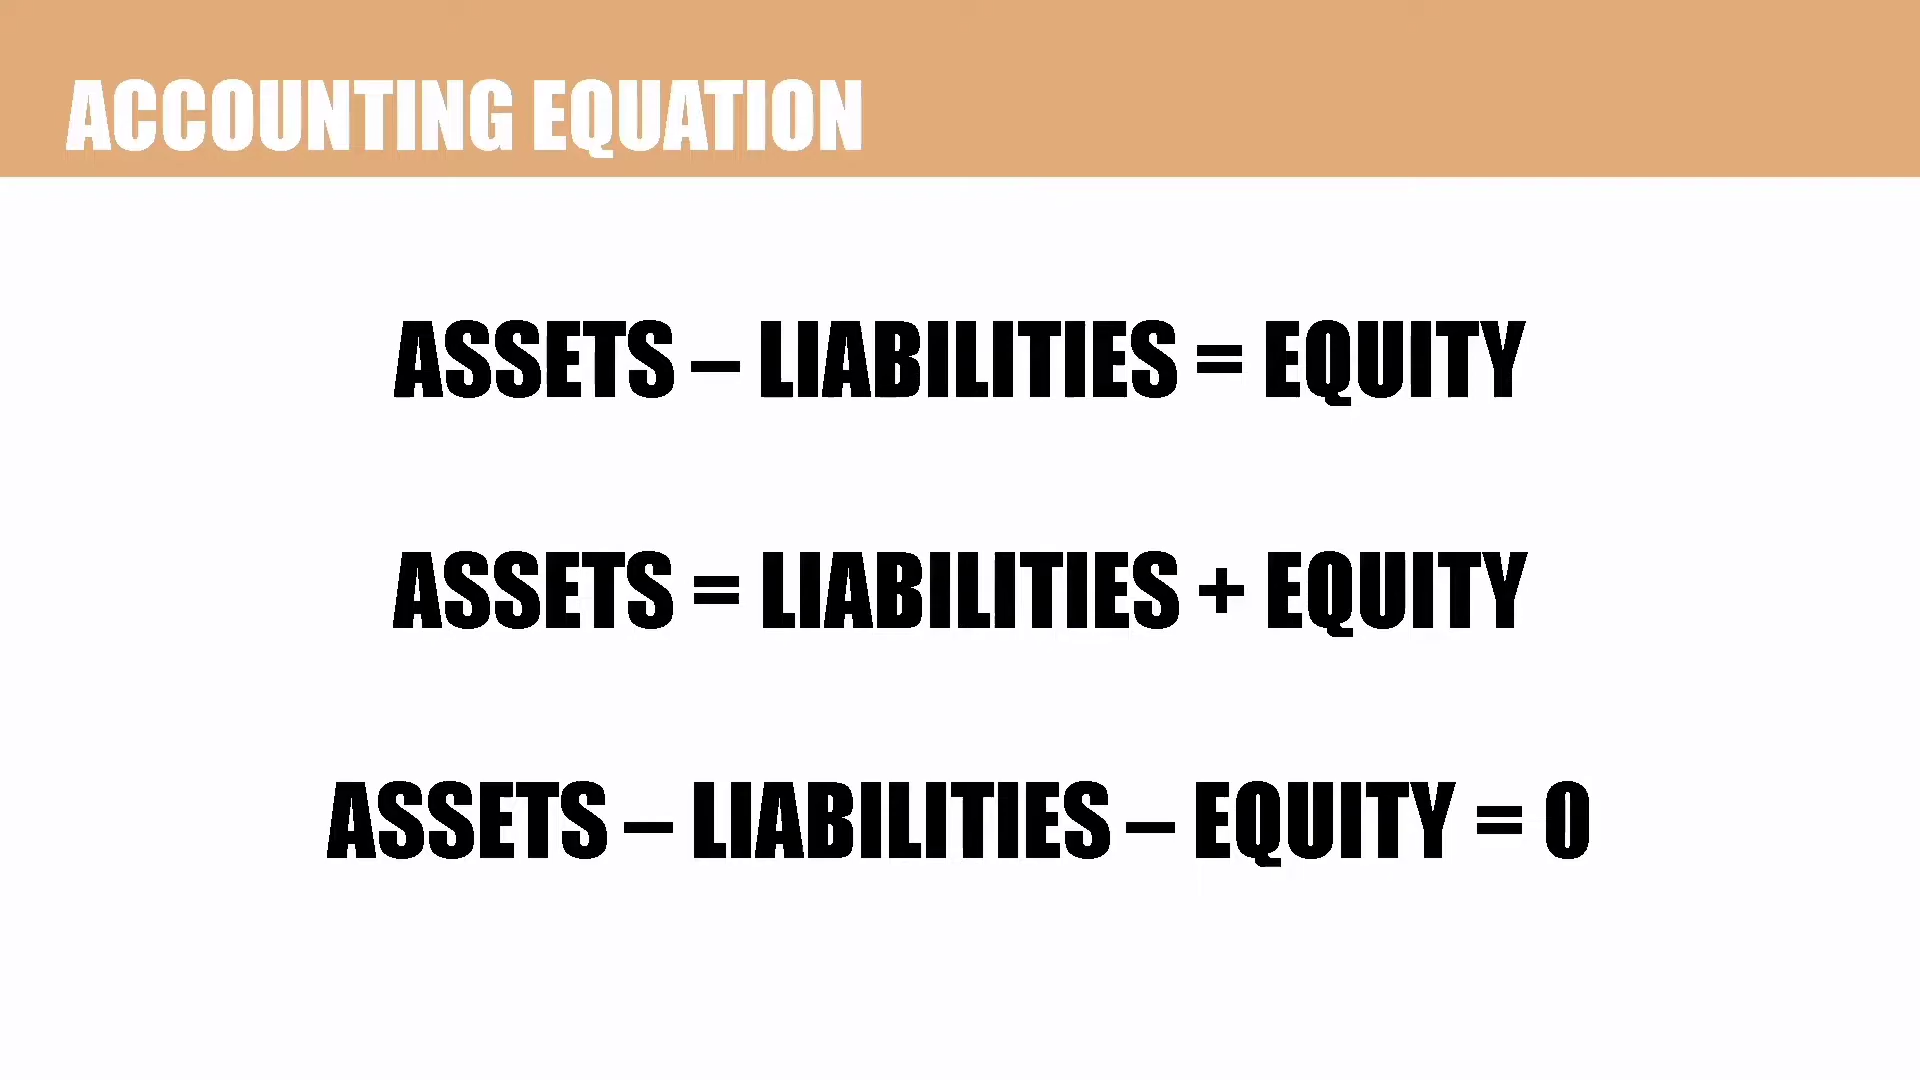 ACCOUNTING EQUATION
ASSETS – LIABILITIES = EQUITY
ASSETS = LIABILITIES + EQUITY
ASSETS – LIABILITIES – EQUITY = 0